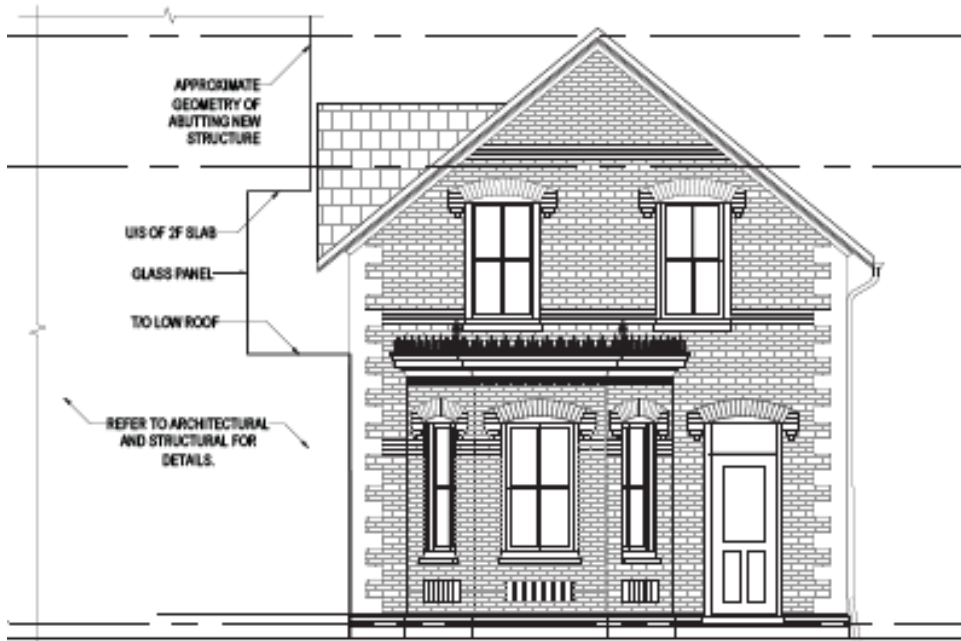 APPROXIMATE
GEOMETRY OF
ABUTTING NEW
STRUCTURE
U/S OF 2F SLAB
GLASS PANEL
T/O LOW ROOF
REFER TO ARCHITECTURAL
AND STRUCTURAL FOR
DETAILS.